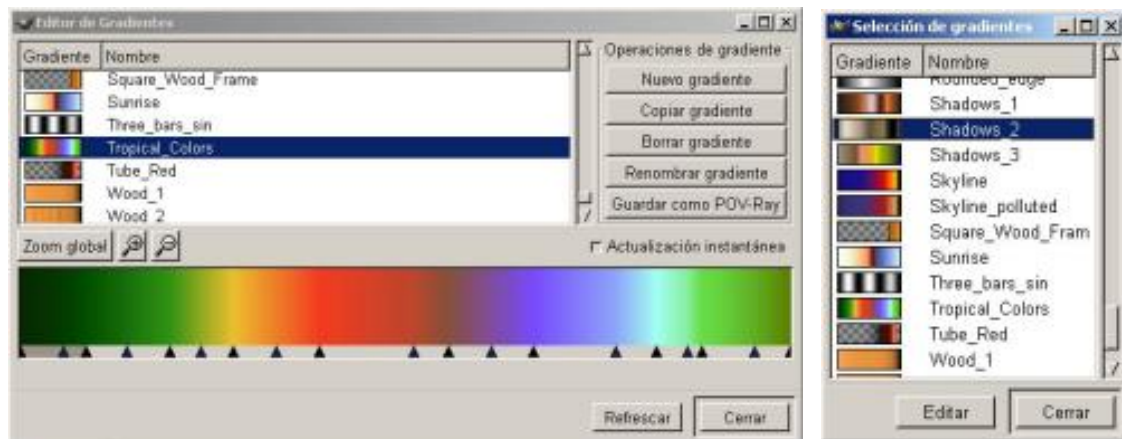 Editor de Gradientes
Gradiente Nombre
Square_Wood_Frame
Sunrise
Three_bars_sin
Tropical_Colors
Tube_Red
Wood_1
Wood_2
Operaciones de gradiente
Nuevo gradiente
Copiar gradiente
Borrar gradiente
Renombrar gradiente
Guardar como POV-Ray
Zoom global
Actualización instantánea
Refrescar
Cerrar
Selección de gradientes
Gradiente Nombre
Rounded_edge
Shadows_1
Shadows_2
Shadows_3
Skyline
Skyline_polluted
Square_Wood_Fram
Sunrise
Three_bars_sin
Tropical_Colors
Tube_Red
Wood_1
Editar
Cerrar